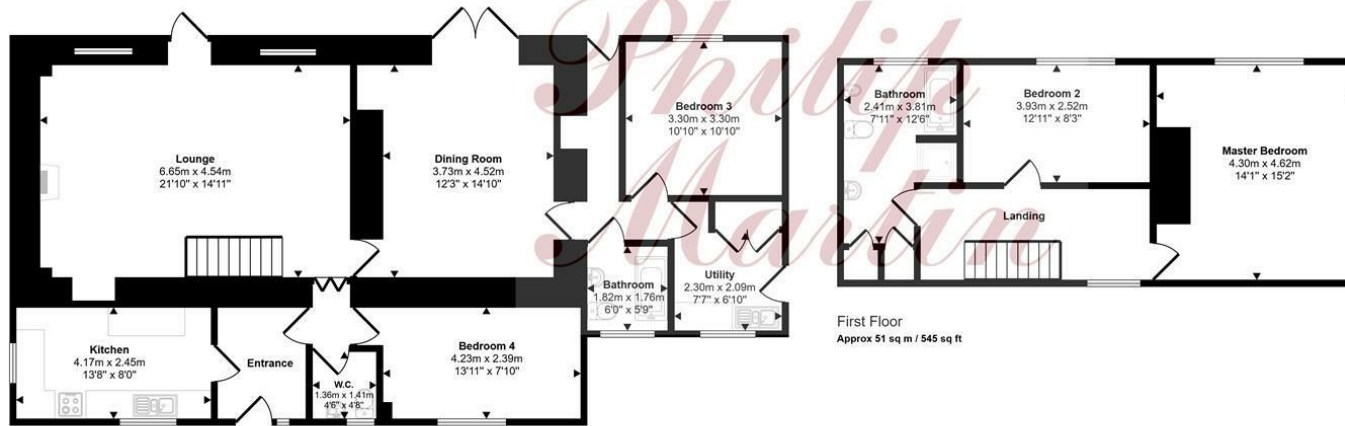 Philip
Martin
Lounge
6.65m x 4.54m
21'10" x 14'11"
Dining Room
3.73m x 4.52m
12'3" x 14'10"
Bedroom 3
3.30m x 3.30m
10'10" x 10'10"
Bathroom
1.82m x 1.76m
6'0" x 5'9"
Utility
2.30m x 2.09m
7'7" x 6'10"
Kitchen
4.17m x 2.45m
13'8" x 8'0"
Entrance
W.C.
1.36m x 1.41m
4'6" x 4'8"
Bedroom 4
4.23m x 2.39m
13'11" x 7'10"
Bathroom
2.41m x 3.81m
7'11" x 12'6"
Bedroom 2
3.93m x 2.52m
12'11" x 8'3"
Master Bedroom
4.30m x 4.62m
14'1" x 15'2"
Landing
First Floor
Approx 51 sq m / 545 sq ft